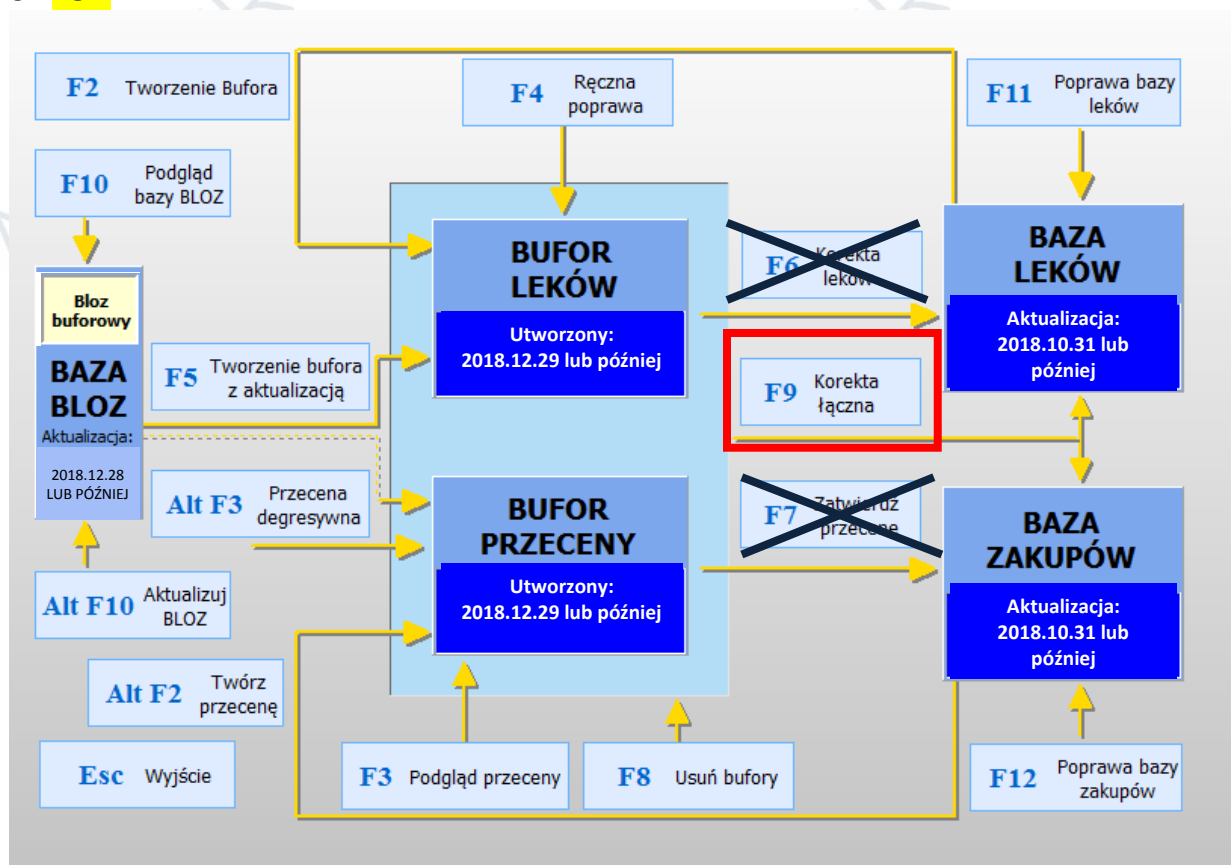 F2 Tworzenie Bufora
F4 Ręczna
poprawa
F11 Poprawa bazy
leków
F10 Podgląd
bazy BLOZ
Bloz
buforowy
BAZA
BLOZ
Aktualizacja:
2018.12.28
LUB PÓŹNIEJ
BUFOR
LEKÓW
Utworzony:
2018.12.29 lub później
F6 Korekta
leków
BAZA
LEKÓW
Aktualizacja:
2018.10.31 lub
później
F5 Tworzenie bufora
z aktualizacją
F9 Korekta
łączna
Alt F3 Przecena
degresywna
BUFOR
PRZECENY
Utworzony:
2018.12.29 lub później
F7 Zatwierdź
przecenę
BAZA
ZAKUPÓW
Aktualizacja:
2018.10.31 lub
później
Alt F10 Aktualizuj
BLOZ
Alt F2 Twórz
przecenę
Esc Wyjście
F3 Podgląd przeceny
F8 Usuń bufory
F12 Poprawa bazy
zakupów